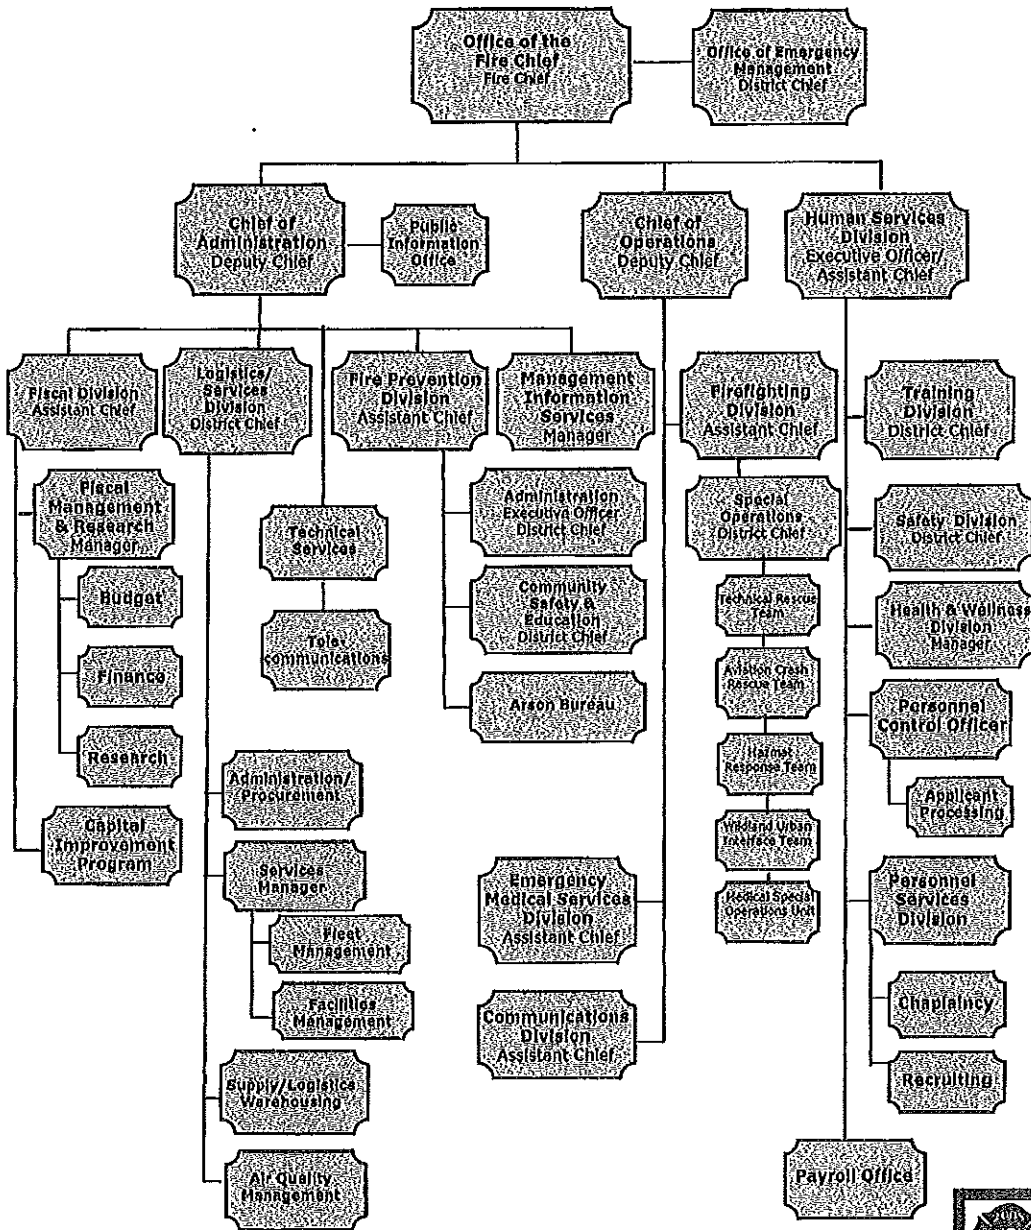 Office of the
Fire Chief
Fire Chief
Office of Emergency
Management
District Chief
Chief of
Administration
Deputy Chief
Public
Information
Office
Chief of
Operations
Deputy Chief
Human Services
Division
Executive Officer/
Assistant Chief
Fiscal Division
Assistant Chief
Logistics/
Services
Division
District Chief
Fire Prevention
Division
Assistant Chief
Management
Information
Services
Manager
Firefighting
Division
Assistant Chief
Training
Division
District Chief
Fiscal
Management
& Research
Manager
Technical
Services
Administration
Executive Officer
District Chief
Special
Operations
District Chief
Safety Division
District Chief
Budget
Community
Safety &
Education
District Chief
Technical Rescue
Team
Health & Wellness
Division
Manager
Finance
Tele-
communications
Aviation Crash
Rescue Team
Arson Bureau
Personnel
Control Officer
Research
Hazmat
Response Team
Administration/
Procurement
Applicant
Processing
Capital
Improvement
Program
Wildland Urban
Interface Team
Services
Manager
Emergency
Medical Services
Division
Assistant Chief
Medical Special
Operations Unit
Personnel
Services
Division
Fleet
Management
Facilities
Management
Communications
Division
Assistant Chief
Chaplaincy
Recruiting
Supply/Logistics
Warehousing
Air Quality
Management
Payroll Office